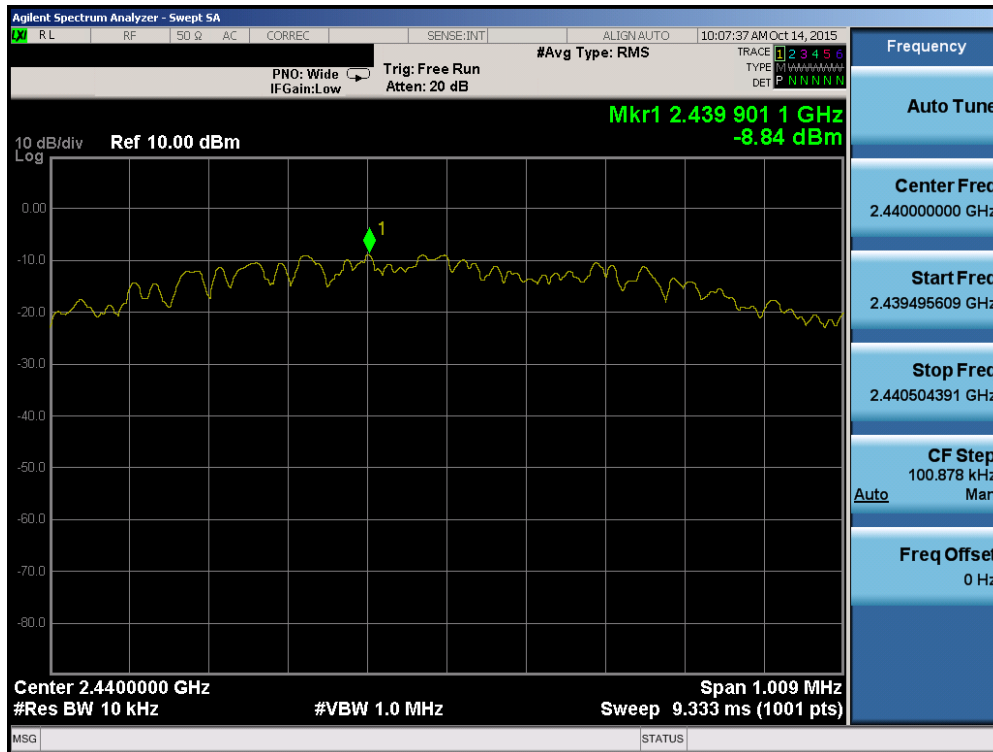 Agilent Spectrum Analyzer - Swept SA
LXI RL RF 50 Ω AC CORREC SENSE:INT ALIGNAUTO 10:07:37 AM Oct 14, 2015
#Avg Type: RMS TRACE 1 2 3 4 5 6
PNO: Wide Trig: Free Run TYPE M WWWWW
IFGain:Low Atten: 20 dB DET P N N N N N
Mkr1 2.439 901 1 GHz
-8.84 dBm
10 dB/div Ref 10.00 dBm
Log
1
0.00
-10.0
-20.0
-30.0
-40.0
-50.0
-60.0
-70.0
-80.0
Center 2.4400000 GHz Span 1.009 MHz
#Res BW 10 kHz #VBW 1.0 MHz Sweep 9.333 ms (1001 pts)
MSG STATUS
Frequency
Auto Tune
Center Freq
2.440000000 GHz
Start Freq
2.439495609 GHz
Stop Freq
2.440504391 GHz
CF Step
100.878 kHz
Auto Man
Freq Offset
0 Hz